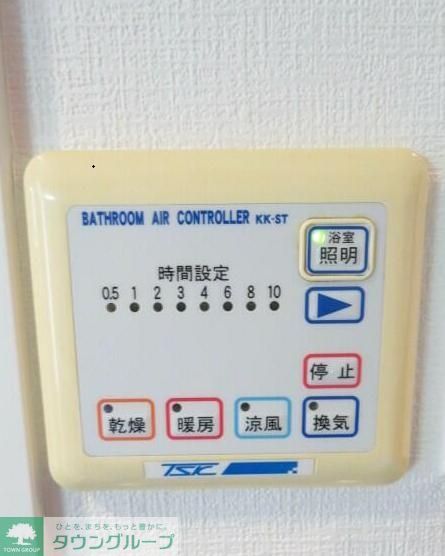 BATHROOM AIR CONTROLLER KK-ST
浴室
照明
時間設定
0.5 1 2 3 4 6 8 10
停止
乾燥 暖房 涼風 換気
TSK
ひとを、まちを、もっと豊かに。
タウングループ
TOWN GROUP